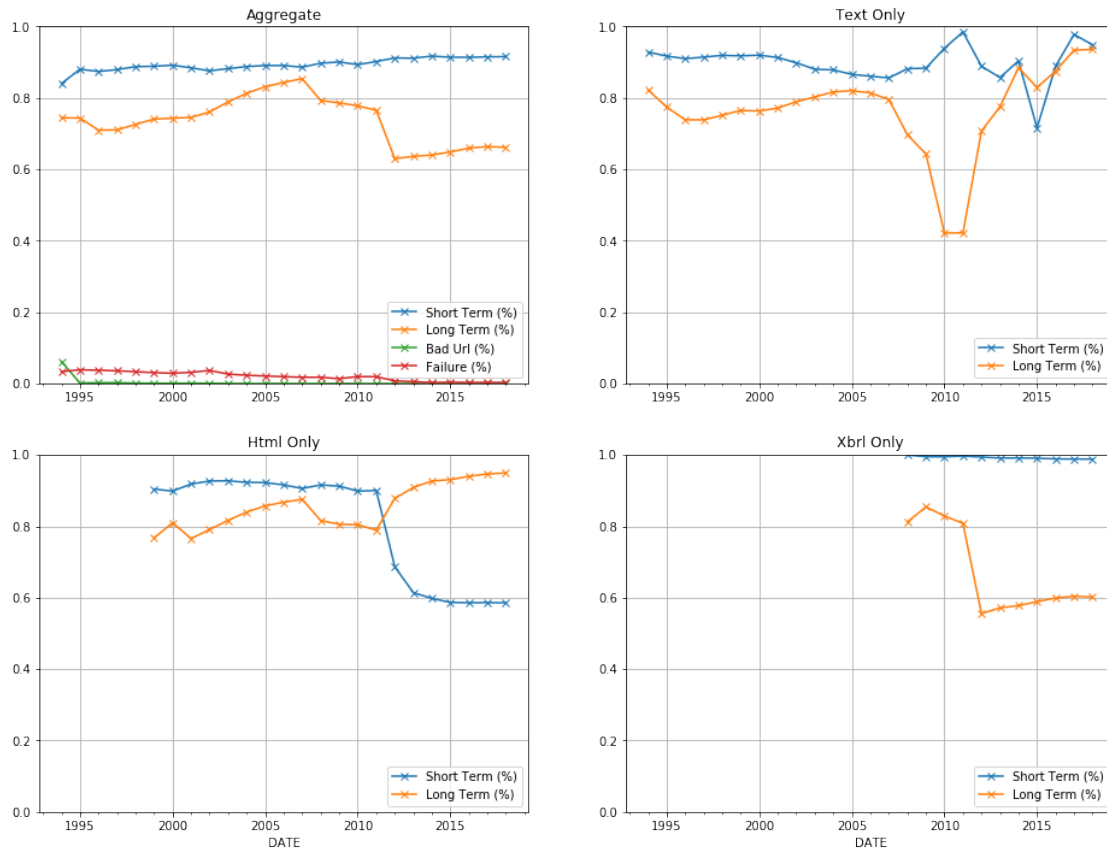 Aggregate
1.0
0.8
0.6
0.4
0.2
0.0
1995 2000 2005 2010 2015
Short Term (%)
Long Term (%)
Bad Url (%)
Failure (%)
Text Only
1.0
0.8
0.6
0.4
0.2
0.0
1995 2000 2005 2010 2015
Short Term (%)
Long Term (%)
Html Only
1.0
0.8
0.6
0.4
0.2
0.0
1995 2000 2005 2010 2015
DATE
Short Term (%)
Long Term (%)
Xbrl Only
1.0
0.8
0.6
0.4
0.2
0.0
1995 2000 2005 2010 2015
DATE
Short Term (%)
Long Term (%)